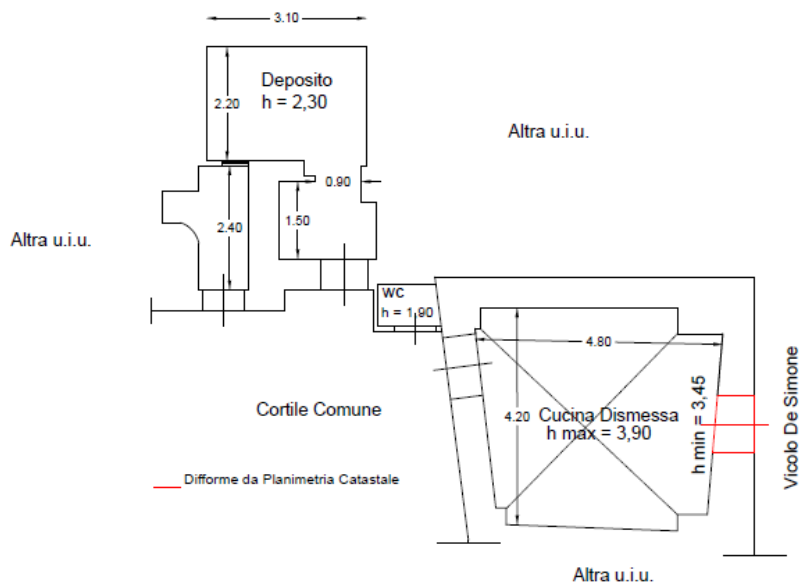 3.10
Deposito
h = 2,30
2.20
Altra u.i.u.
0.90
1.50
2.40
Altra u.i.u.
wc
h = 1,90
4.80
Cortile Comune
4.20
Cucina Dismessa
h max = 3,90
h min = 3,45
Vicolo De Simone
Difforme da Planimetria Catastale
Altra u.i.u.